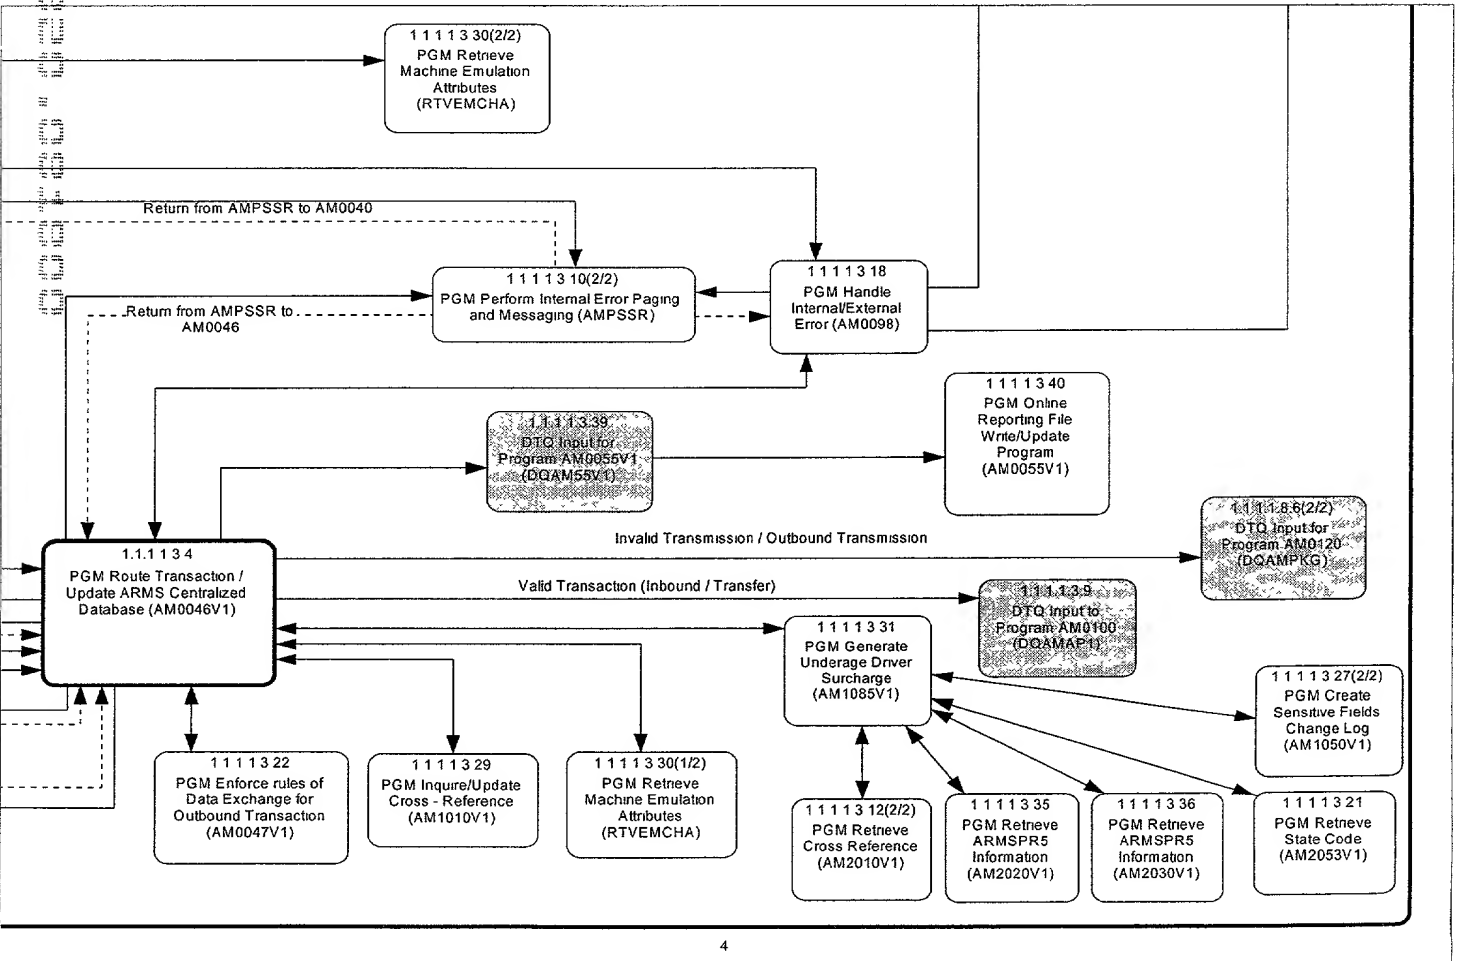 1 1 1 1 3 30(2/2)
PGM Retrieve
Machine Emulation
Attributes
(RTVEMCHA)
Return from AMPSSR to AM0040
1 1 1 1 3 10(2/2)
PGM Perform Internal Error Paging
and Messaging (AMPSSR)
1 1 1 1 3 18
PGM Handle
Internal/External
Error (AM0098)
Return from AMPSSR to
AM0046
1 1 1 1 3 40
PGM Online
Reporting File
Write/Update
Program
(AM0055V1)
1.1.1 1.3.39
DTQ Input for
Program AM0055V1
(DQAM55V1)
1.1 1.1.8.6(2/2)
DTQ Input for
Program AM0120
(DQAMPKG)
Invalid Transmission / Outbound Transmission
1.1.1 1 3 4
PGM Route Transaction /
Update ARMS Centralized
Database (AM0046V1)
Valid Transaction (Inbound / Transfer)
1.1.1.1.3.9
DTQ Input to
Program AM0100
(DQAMAP1)
1 1 1 1 3 31
PGM Generate
Underage Driver
Surcharge
(AM1085V1)
1 1 1 1 3 27(2/2)
PGM Create
Sensitive Fields
Change Log
(AM1050V1)
1 1 1 1 3 22
PGM Enforce rules of
Data Exchange for
Outbound Transaction
(AM0047V1)
1 1 1 1 3 29
PGM Inquire/Update
Cross - Reference
(AM1010V1)
1 1 1 1 3 30(1/2)
PGM Retrieve
Machine Emulation
Attributes
(RTVEMCHA)
1 1 1 1 3 12(2/2)
PGM Retrieve
Cross Reference
(AM2010V1)
1 1 1 1 3 35
PGM Retrieve
ARMSPR5
Information
(AM2020V1)
1 1 1 1 3 36
PGM Retrieve
ARMSPR5
Information
(AM2030V1)
1 1 1 1 3 21
PGM Retrieve
State Code
(AM2053V1)
4